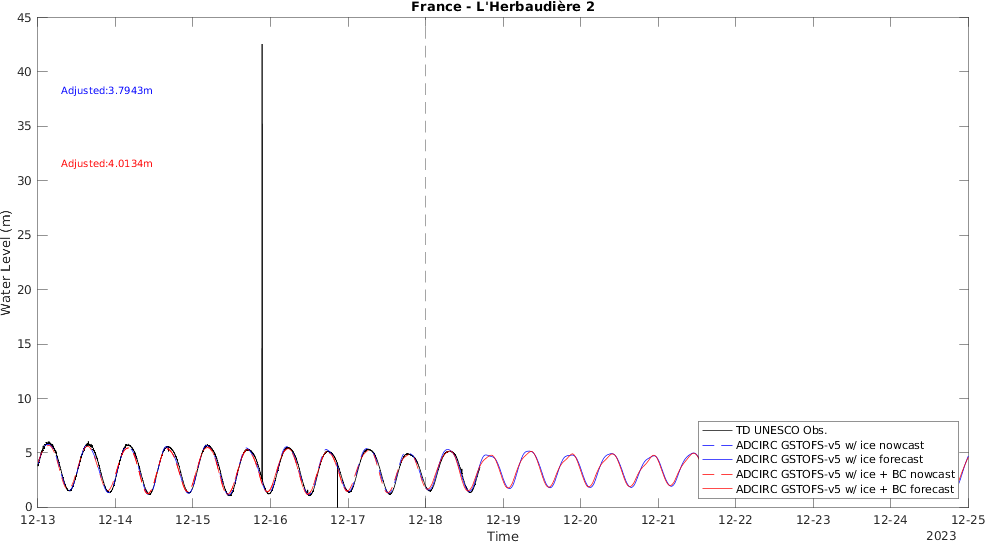 France - L'Herbaudière 2
45
40
35
30
25
20
15
10
5
0
Water Level (m)
Adjusted:3.7943m
Adjusted:4.0134m
TD UNESCO Obs.
ADCIRC GSTOFS-v5 w/ ice nowcast
ADCIRC GSTOFS-v5 w/ ice forecast
ADCIRC GSTOFS-v5 w/ ice + BC nowcast
ADCIRC GSTOFS-v5 w/ ice + BC forecast
12-13 12-14 12-15 12-16 12-17 12-18 12-19 12-20 12-21 12-22 12-23 12-24 12-25
Time
2023